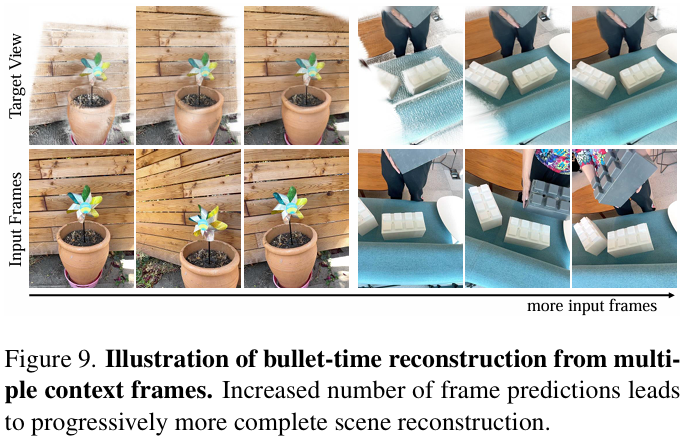 Target View
Input Frames
more input frames
Figure 9. Illustration of bullet-time reconstruction from multi-
ple context frames. Increased number of frame predictions leads
to progressively more complete scene reconstruction.